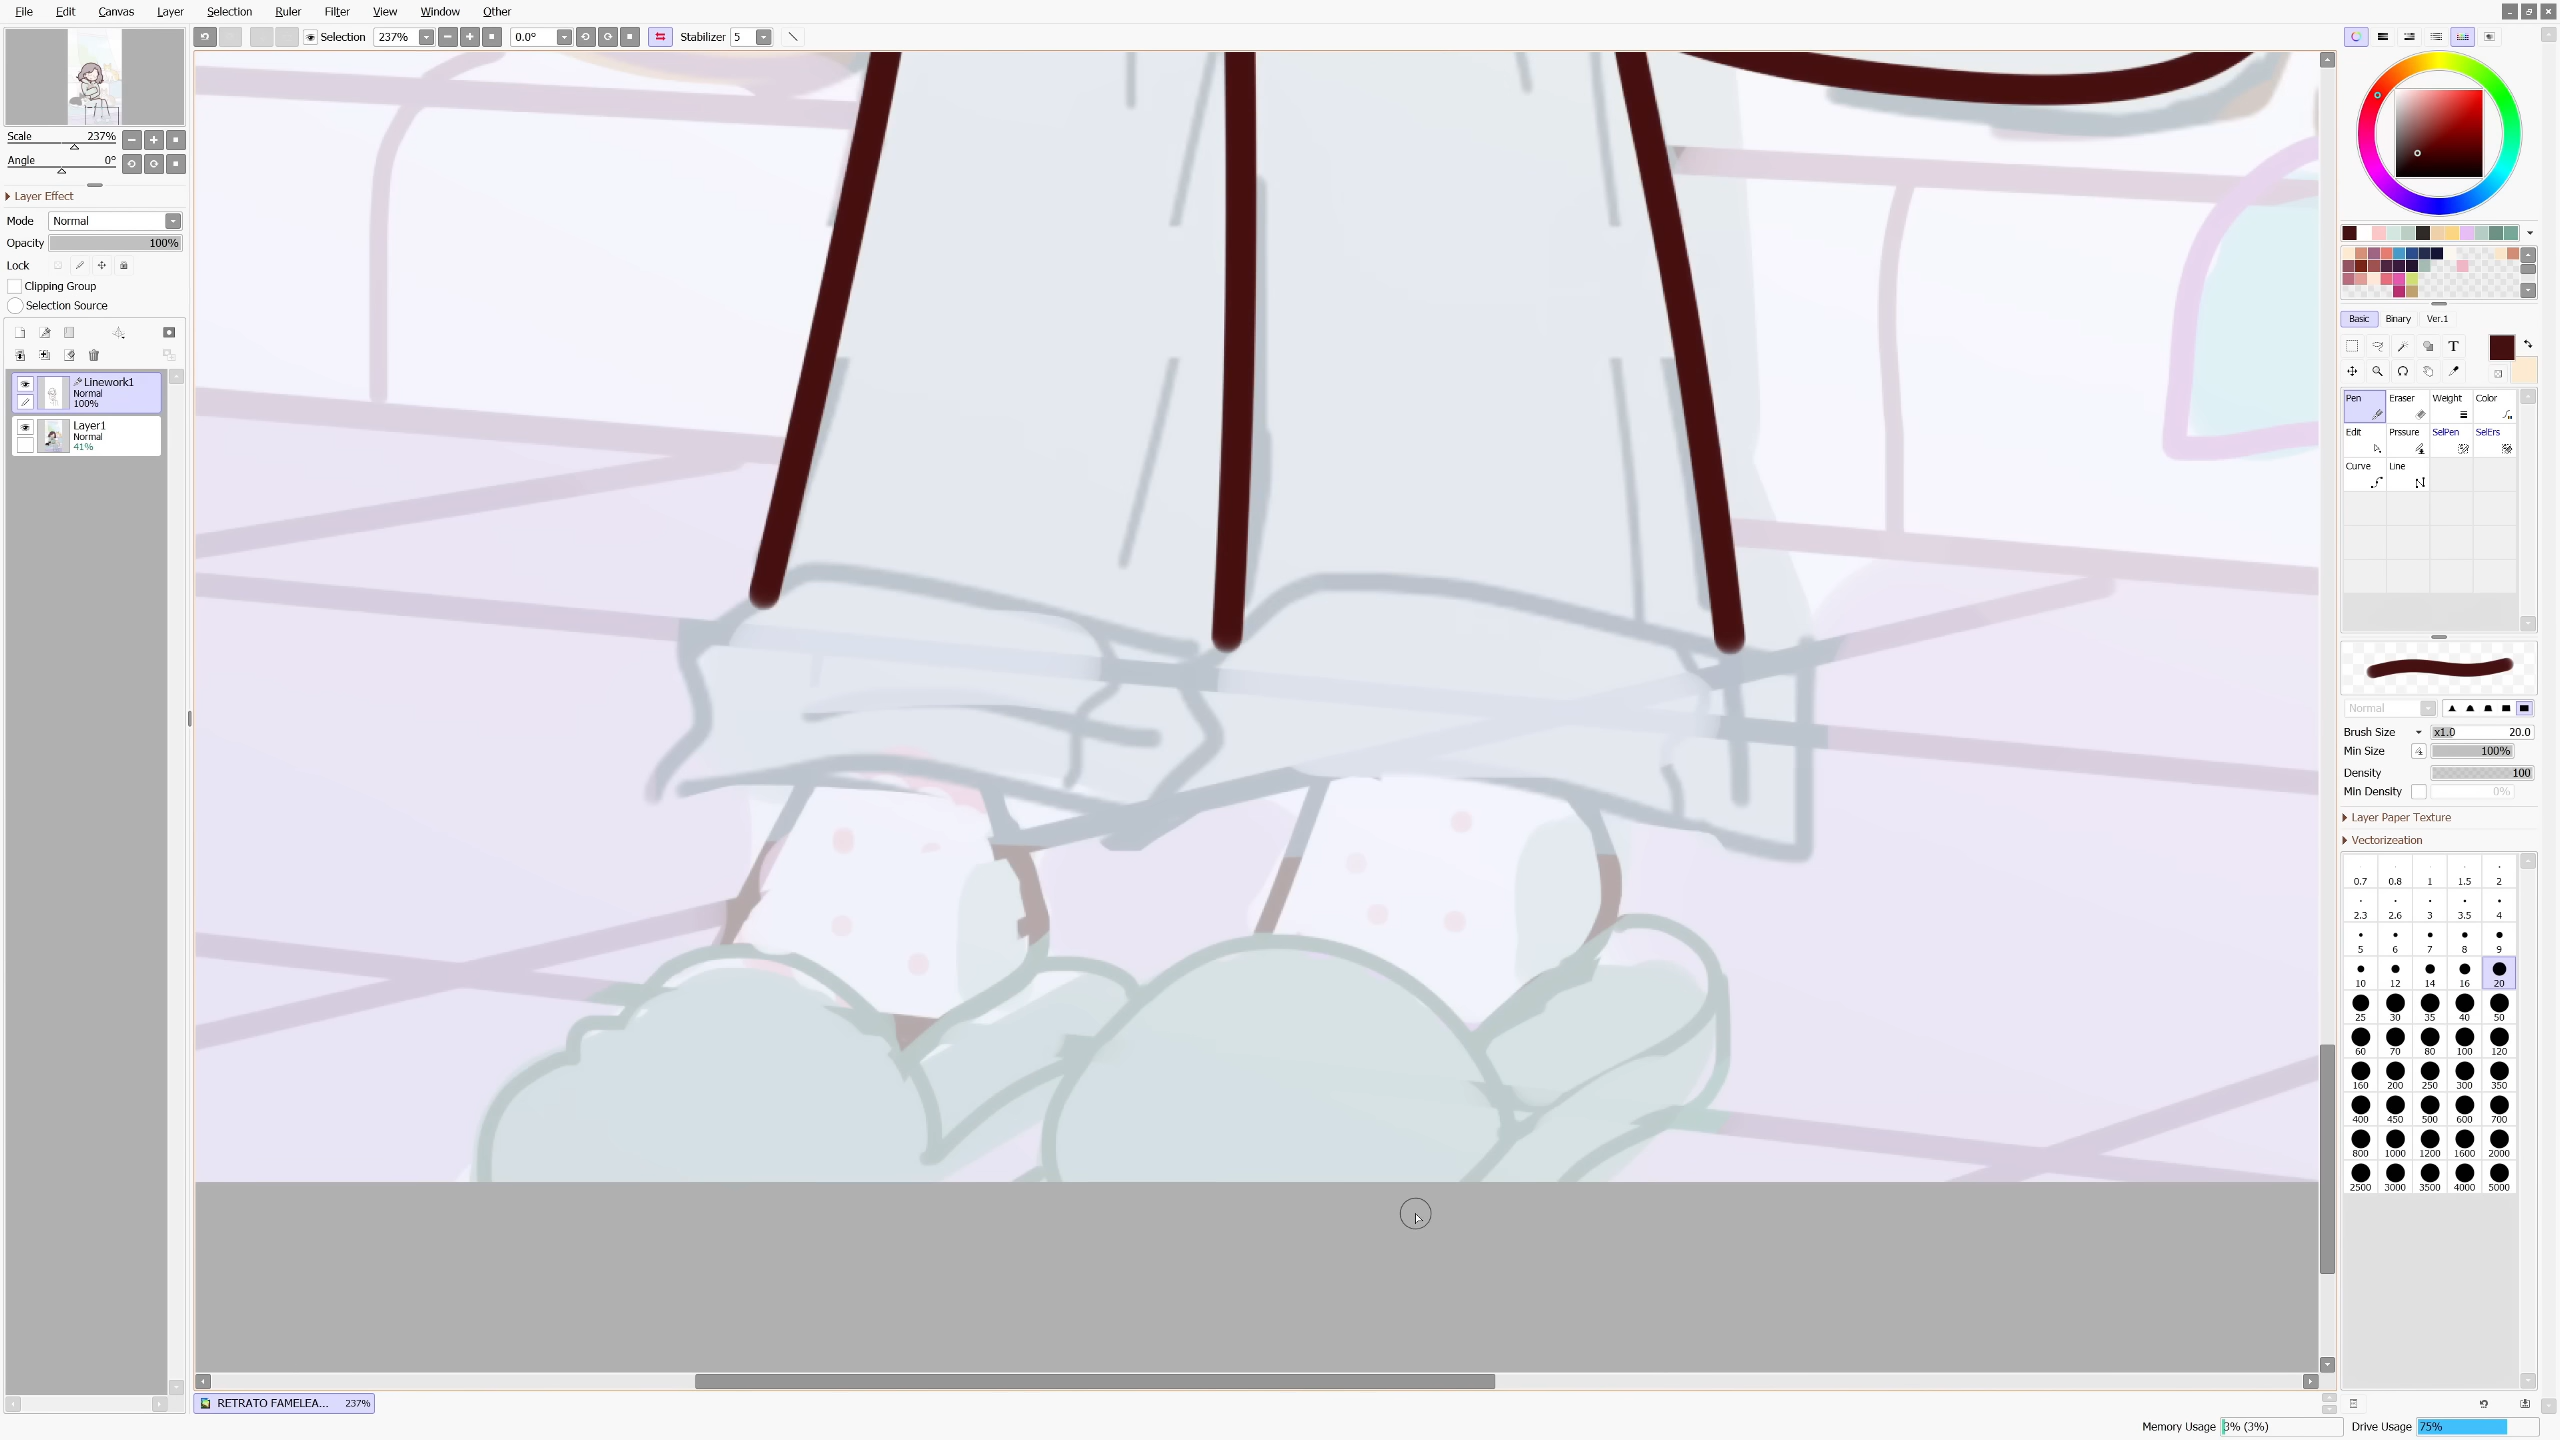 File Edit Canvas Layer Selection Ruler Filter View Window Other
Selection 237% 0.0° Stabilizer 5
Scale 237%
Angle 0°
Layer Effect
Mode Normal
Opacity 100%
Lock
Clipping Group
Selection Source
Linework1
Normal
100%
Layer1
Normal
41%
Basic Binary Ver.1
T
Pen Eraser Weight Color
Edit Prssure SelPen SelErs
Curve Line
Normal
Brush Size x1.0 20.0
Min Size 100%
Density 100
Min Density 0%
Layer Paper Texture
Vectorizeation
0.7 0.8 1 1.5 2
2.3 2.6 3 3.5 4
5 6 7 8 9
10 12 14 16 20
25 30 35 40 50
60 70 80 100 120
160 200 250 300 350
400 450 500 600 700
800 1000 1200 1600 2000
2500 3000 3500 4000 5000
RETRATO FAMELEA... 237%
Memory Usage 3% (3%) Drive Usage 75%